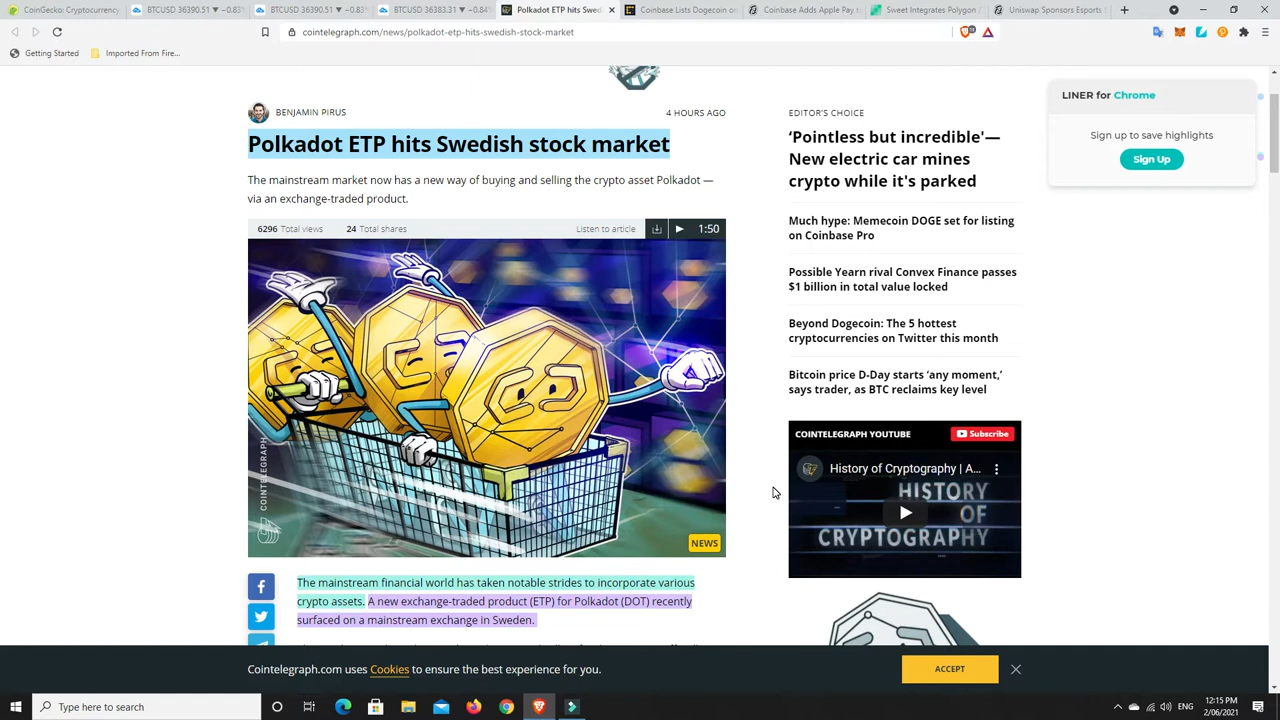 CoinGecko: Cryptocurrency
BTCUSD 36390.51 ▼ −0.83%
BTCUSD 36390.51 ▼ −0.83%
BTCUSD 36383.31 ▼ −0.84%
Polkadot ETP hits Swed
Coinbase Lists Dogecoin o
Coinbase Adds Apple Pay t
Sweet Integrates Polygon
Uniswap Sponsors Esports
cointelegraph.com/news/polkadot-etp-hits-swedish-stock-market
Getting Started
Imported From Fire...
BENJAMIN PIRUS
4 HOURS AGO
Polkadot ETP hits Swedish stock market
The mainstream market now has a new way of buying and selling the crypto asset Polkadot —
via an exchange-traded product.
6296 Total views
24 Total shares
Listen to article
1:50
COINTELEGRAPH
NEWS
The mainstream financial world has taken notable strides to incorporate various
crypto assets. A new exchange-traded product (ETP) for Polkadot (DOT) recently
surfaced on a mainstream exchange in Sweden.
EDITOR'S CHOICE
‘Pointless but incredible'—
New electric car mines
crypto while it's parked
Much hype: Memecoin DOGE set for listing
on Coinbase Pro
Possible Yearn rival Convex Finance passes
$1 billion in total value locked
Beyond Dogecoin: The 5 hottest
cryptocurrencies on Twitter this month
Bitcoin price D-Day starts ‘any moment,’
says trader, as BTC reclaims key level
COINTELEGRAPH YOUTUBE
Subscribe
History of Cryptography | A...
HISTORY
OF
CRYPTOGRAPHY
LINER for Chrome
Sign up to save highlights
Sign Up
Cointelegraph.com uses Cookies to ensure the best experience for you.
ACCEPT
Type here to search
ENG
12:15 PM
2/06/2021